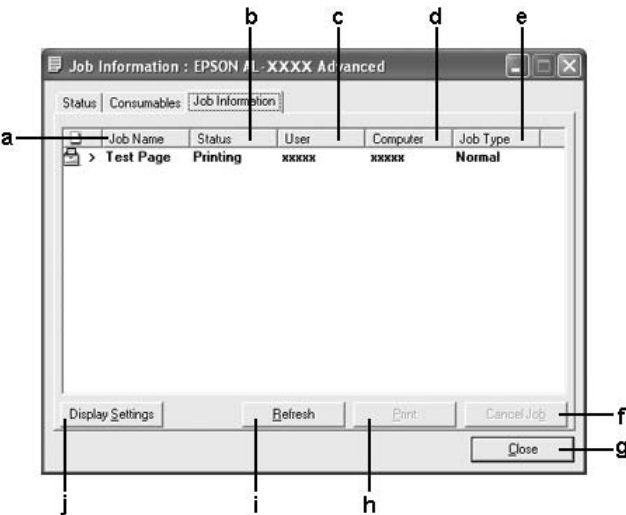 b c d e
Job Information : EPSON AL-XXXX Advanced
Status Consumables Job Information
a Job Name Status User Computer Job Type
> Test Page Printing xxxxx xxxxx Normal
Display Settings Refresh Print Cancel Job f
Close g
j i h